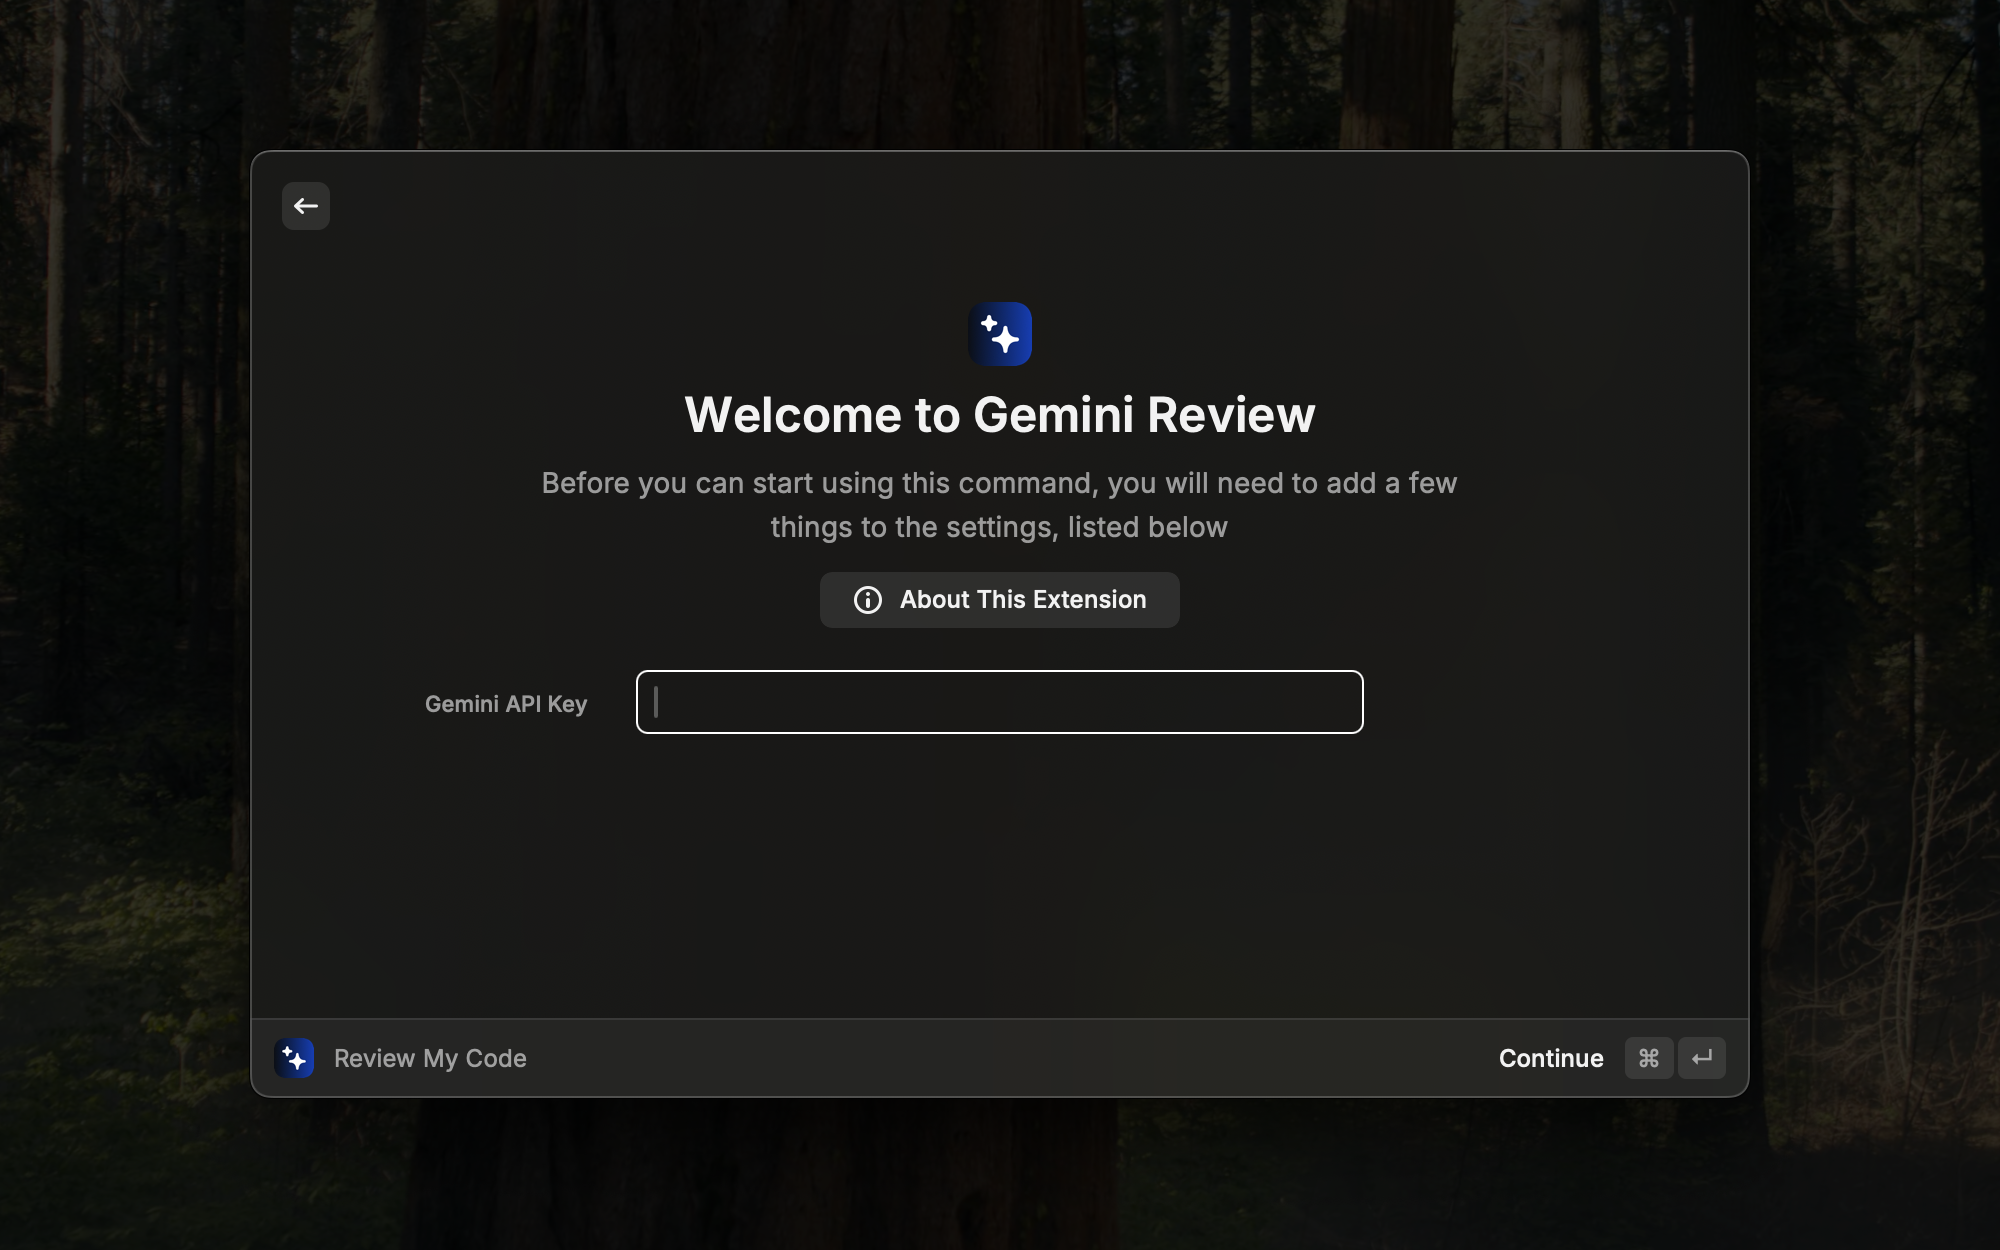 Welcome to Gemini Review
Before you can start using this command, you will need to add a few
things to the settings, listed below
About This Extension
Gemini API Key
Review My Code
Continue ⌘ ↵